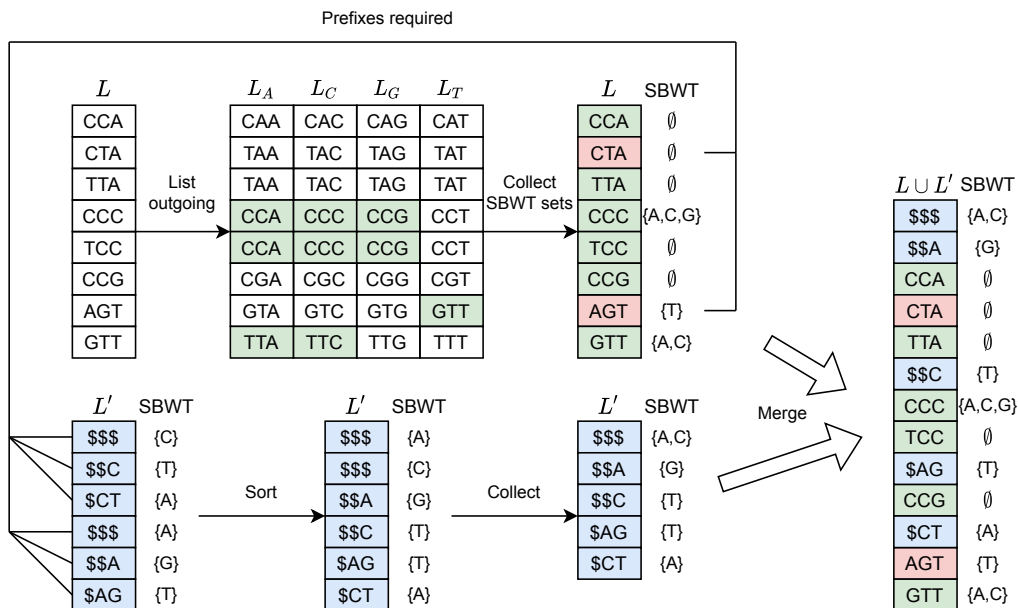 Prefixes required
L
L_A L_C L_G L_T
L SBWT
CCA
CTA
TTA
CCC
TCC
CCG
AGT
GTT
List
outgoing
CAA CAC CAG CAT
TAA TAC TAG TAT
TAA TAC TAG TAT
CCA CCC CCG CCT
CCA CCC CCG CCT
CGA CGC CGG CGT
GTA GTC GTG GTT
TTA TTC TTG TTT
Collect
SBWT sets
CCA ∅
CTA ∅
TTA ∅
CCC {A,C,G}
TCC ∅
CCG ∅
AGT {T}
GTT {A,C}
L' SBWT
$$$ {C}
$$C {T}
$CT {A}
$$$ {A}
$$A {G}
$AG {T}
Sort
L' SBWT
$$$ {A}
$$$ {C}
$$A {G}
$$C {T}
$AG {T}
$CT {A}
Collect
L' SBWT
$$$ {A,C}
$$A {G}
$$C {T}
$AG {T}
$CT {A}
Merge
L ∪ L' SBWT
$$$ {A,C}
$$A {G}
CCA ∅
CTA ∅
TTA ∅
$$C {T}
CCC {A,C,G}
TCC ∅
$AG {T}
CCG ∅
$CT {A}
AGT {T}
GTT {A,C}